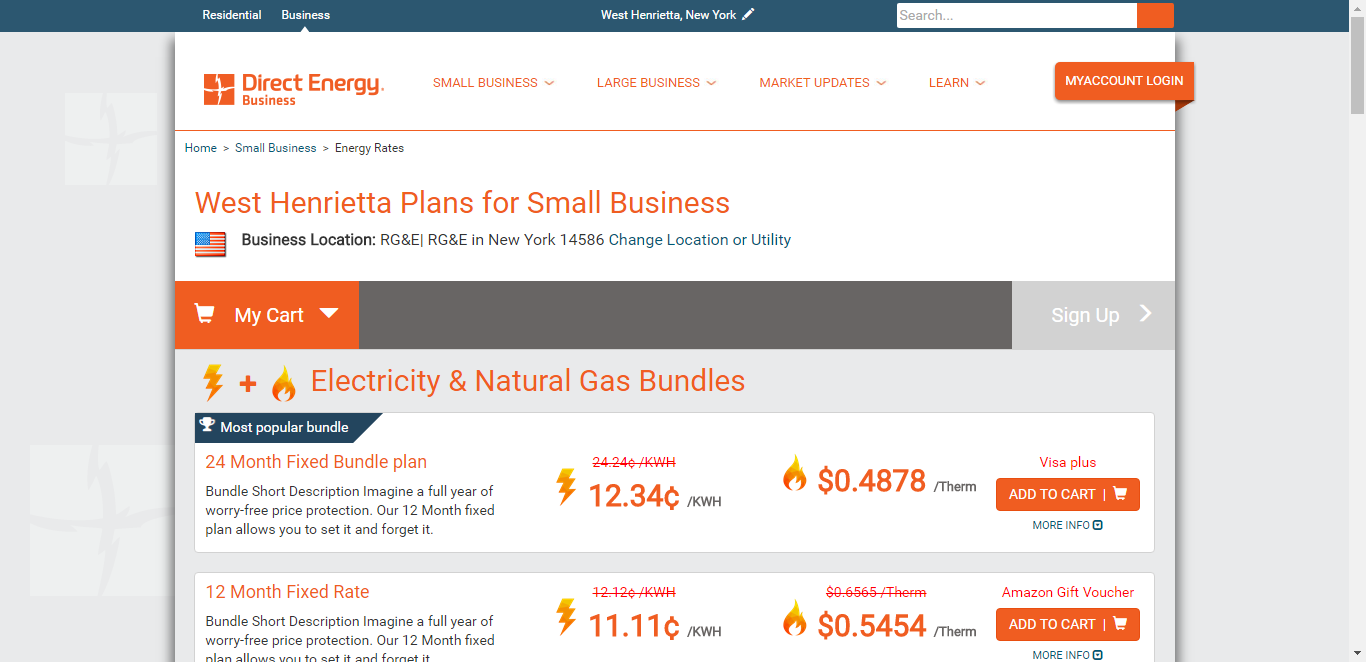 Residential Business West Henrietta, New York Search...
Direct Energy.
Business
SMALL BUSINESS LARGE BUSINESS MARKET UPDATES LEARN MYACCOUNT LOGIN
Home > Small Business > Energy Rates
West Henrietta Plans for Small Business
Business Location: RG&E| RG&E in New York 14586 Change Location or Utility
My Cart Sign Up
+ Electricity & Natural Gas Bundles
Most popular bundle
24 Month Fixed Bundle plan
Bundle Short Description Imagine a full year of
worry-free price protection. Our 12 Month fixed
plan allows you to set it and forget it.
24.24¢ /KWH
12.34¢ /KWH
$0.4878 /Therm
Visa plus
ADD TO CART |
MORE INFO
12 Month Fixed Rate
Bundle Short Description Imagine a full year of
worry-free price protection. Our 12 Month fixed
plan allows you to set it and forget it.
12.12¢ /KWH
11.11¢ /KWH
$0.6565 /Therm
$0.5454 /Therm
Amazon Gift Voucher
ADD TO CART |
MORE INFO